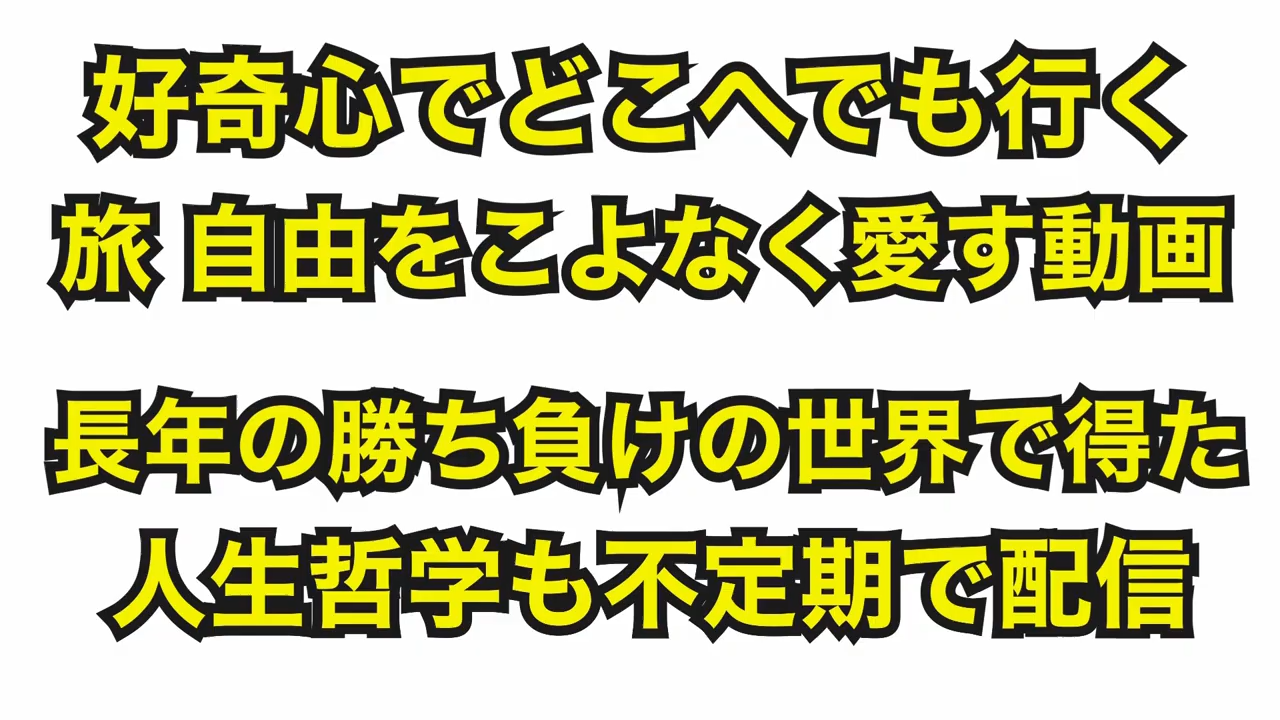 好奇心でどこへでも行く
旅 自由をこよなく愛す動画
長年の勝ち負けの世界で得た
人生哲学も不定期で配信